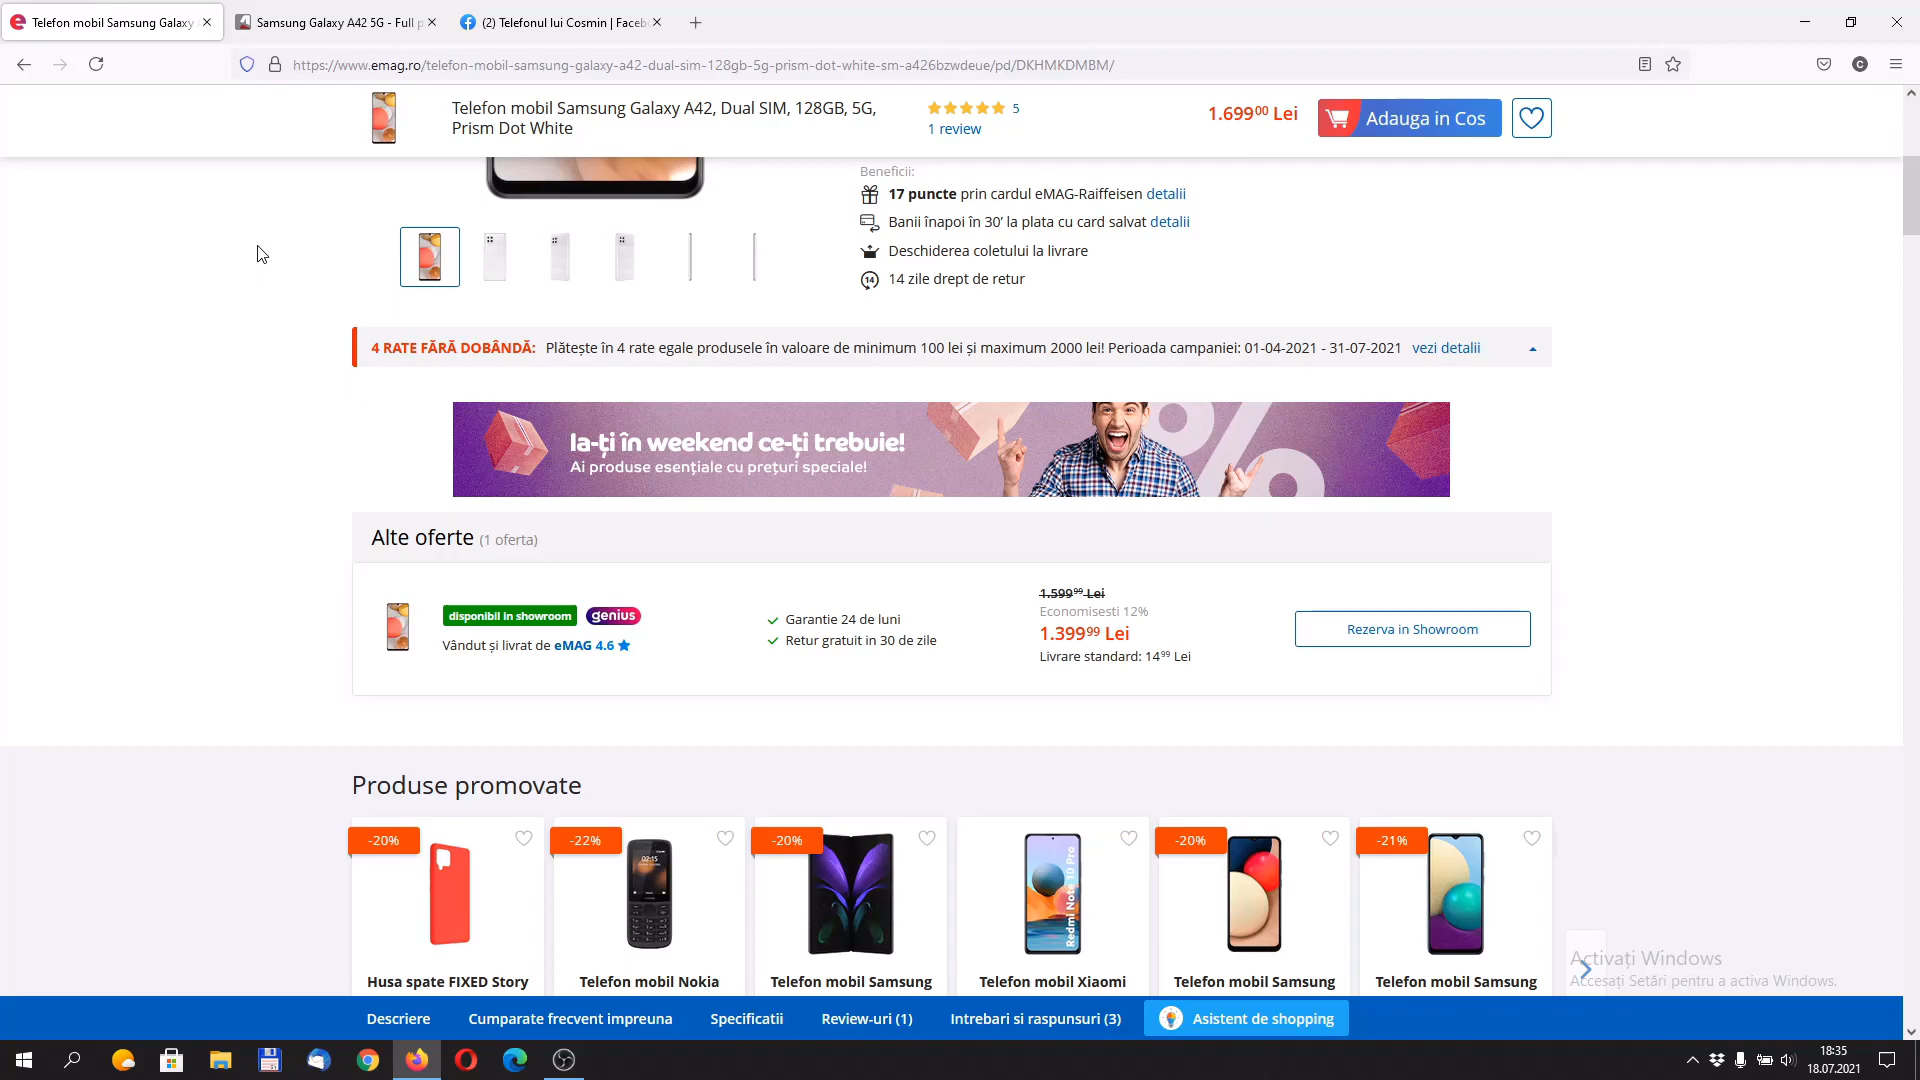 Telefon mobil Samsung Galaxy
Samsung Galaxy A42 5G - Full p
(2) Telefonul lui Cosmin | Faceb
https://www.emag.ro/telefon-mobil-samsung-galaxy-a42-dual-sim-128gb-5g-prism-dot-white-sm-a426bzwdeue/pd/DKHMKDMBM/
C
Telefon mobil Samsung Galaxy A42, Dual SIM, 128GB, 5G,
Prism Dot White
5
1 review
1.699⁰⁰ Lei
Adauga in Cos
Beneficii:
17 puncte prin cardul eMAG-Raiffeisen detalii
Banii înapoi în 30’ la plata cu card salvat detalii
Deschiderea coletului la livrare
14
14 zile drept de retur
4 RATE FĂRĂ DOBÂNDĂ: Plătește în 4 rate egale produsele în valoare de minimum 100 lei și maximum 2000 lei! Perioada campaniei: 01-04-2021 - 31-07-2021 vezi detalii
Ia-ți în weekend ce-ți trebuie!
Ai produse esențiale cu prețuri speciale!
%
Alte oferte (1 oferta)
disponibil in showroom
genius
Vândut și livrat de eMAG 4.6
Garantie 24 de luni
Retur gratuit in 30 de zile
1.599⁹⁹ Lei
Economisesti 12%
1.399⁹⁹ Lei
Livrare standard: 14⁹⁹ Lei
Rezerva in Showroom
Produse promovate
-20%
-22%
-20%
-20%
-21%
02:15
Redmi Note 10 Pro
Husa spate FIXED Story
Telefon mobil Nokia
Telefon mobil Samsung
Telefon mobil Xiaomi
Telefon mobil Samsung
Telefon mobil Samsung
Activați Windows
Accesați Setări pentru a activa Windows.
Descriere
Cumparate frecvent impreuna
Specificatii
Review-uri (1)
Intrebari si raspunsuri (3)
Asistent de shopping
18:35
18.07.2021